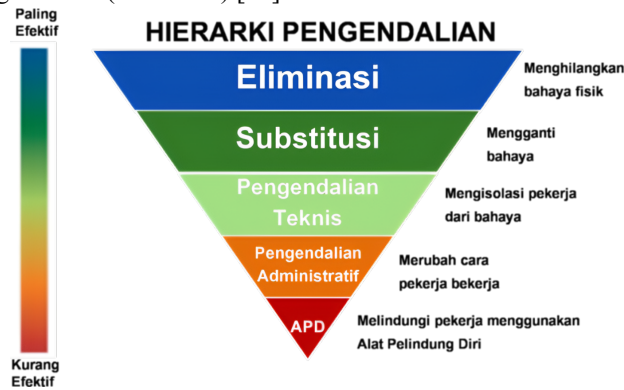 Paling
Efektif
HIERARKI PENGENDALIAN
Eliminasi
Menghilangkan
bahaya fisik
Substitusi
Mengganti
bahaya
Pengendalian
Teknis
Mengisolasi pekerja
dari bahaya
Pengendalian
Administratif
Merubah cara
pekerja bekerja
APD
Melindungi pekerja menggunakan
Alat Pelindung Diri
Kurang
Efektif